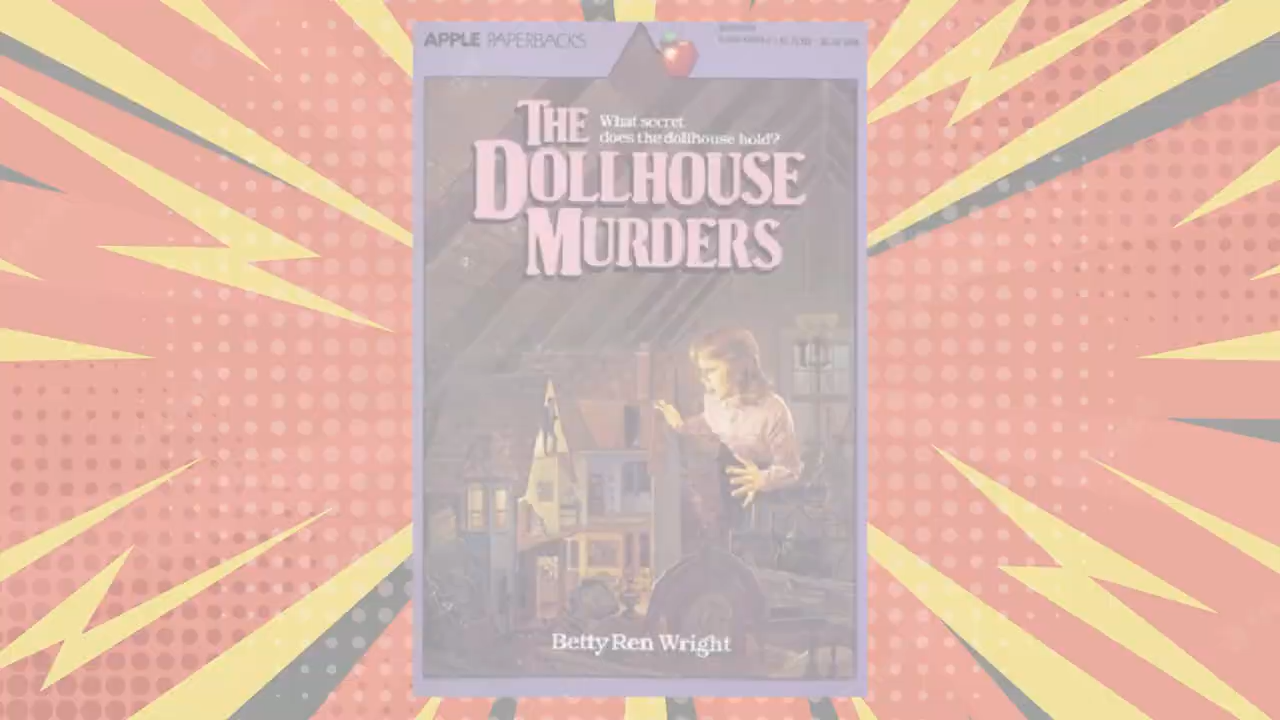 APPLE PAPERBACKS
THE
What secret
does the dollhouse hold?
DOLLHOUSE
MURDERS
Betty Ren Wright